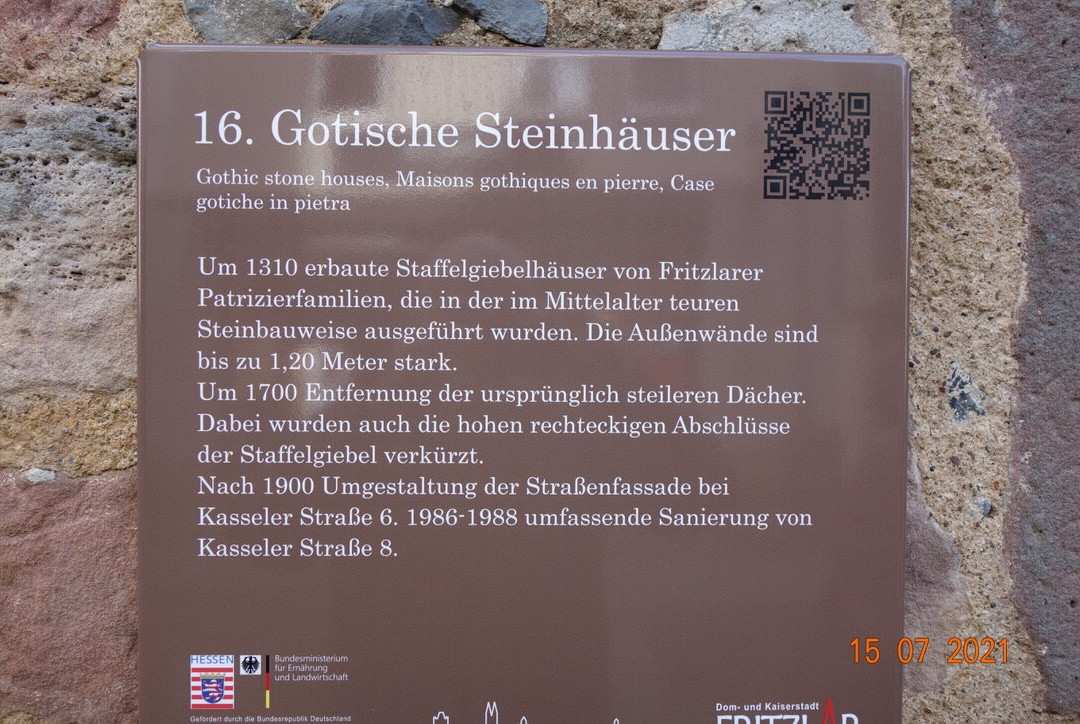 16. Gotische Steinhäuser
Gothic stone houses, Maisons gothiques en pierre, Case
gotiche in pietra
Um 1310 erbaute Staffelgiebelhäuser von Fritzlarer
Patrizierfamilien, die in der im Mittelalter teuren
Steinbauweise ausgeführt wurden. Die Außenwände sind
bis zu 1,20 Meter stark.
Um 1700 Entfernung der ursprünglich steileren Dächer.
Dabei wurden auch die hohen rechteckigen Abschlüsse
der Staffelgiebel verkürzt.
Nach 1900 Umgestaltung der Straßenfassade bei
Kasseler Straße 6. 1986-1988 umfassende Sanierung von
Kasseler Straße 8.
HESSEN
Bundesministerium
für Ernährung
und Landwirtschaft
Gefördert durch die Bundesrepublik Deutschland
Dom- und Kaiserstadt
FRITZLAR
15 07 2021